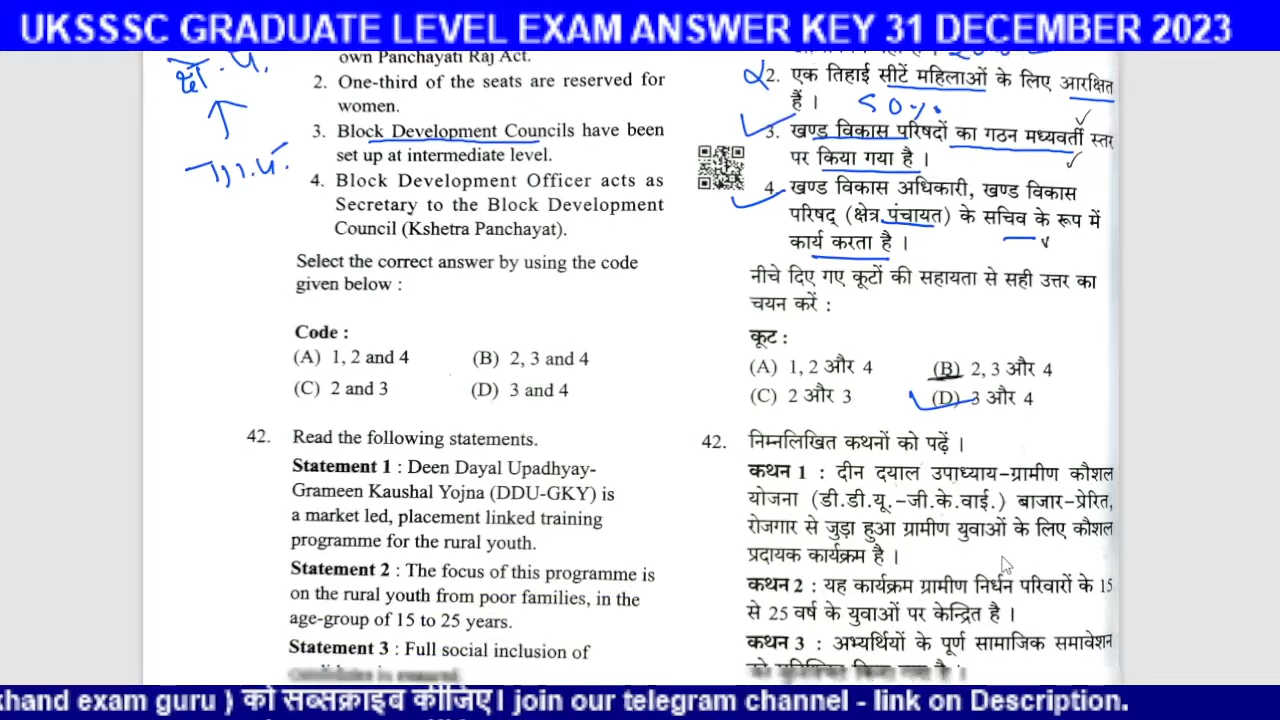 UKSSSC GRADUATE LEVEL EXAM ANSWER KEY 31 DECEMBER 2023
own Panchayati Raj Act.
2. One-third of the seats are reserved for
women.
3. Block Development Councils have been
set up at intermediate level.
4. Block Development Officer acts as
Secretary to the Block Development
Council (Kshetra Panchayat).
Select the correct answer by using the code
given below :
Code :
(A) 1, 2 and 4 (B) 2, 3 and 4
(C) 2 and 3 (D) 3 and 4
42. Read the following statements.
Statement 1 : Deen Dayal Upadhyay-
Grameen Kaushal Yojna (DDU-GKY) is
a market led, placement linked training
programme for the rural youth.
Statement 2 : The focus of this programme is
on the rural youth from poor families, in the
age-group of 15 to 25 years.
Statement 3 : Full social inclusion of
2. एक तिहाई सीटें महिलाओं के लिए आरक्षित
हैं ।
50%
3. खण्ड विकास परिषदों का गठन मध्यवर्ती स्तर
पर किया गया है ।
4. खण्ड विकास अधिकारी, खण्ड विकास
परिषद् (क्षेत्र पंचायत) के सचिव के रूप में
कार्य करता है ।
नीचे दिए गए कूटों की सहायता से सही उत्तर का
चयन करें :
कूट :
(A) 1, 2 और 4 (B) 2, 3 और 4
(C) 2 और 3 (D) 3 और 4
42. निम्नलिखित कथनों को पढ़ें ।
कथन 1 : दीन दयाल उपाध्याय-ग्रामीण कौशल
योजना (डी.डी.यू.-जी.के.वाई.) बाजार-प्रेरित,
रोजगार से जुड़ा हुआ ग्रामीण युवाओं के लिए कौशल
प्रदायक कार्यक्रम है ।
कथन 2 : यह कार्यक्रम ग्रामीण निर्धन परिवारों के 15
से 25 वर्ष के युवाओं पर केन्द्रित है ।
कथन 3 : अभ्यर्थियों के पूर्ण सामाजिक समावेशन
khand exam guru ) को सब्सक्राइब कीजिए। join our telegram channel - link on Description.